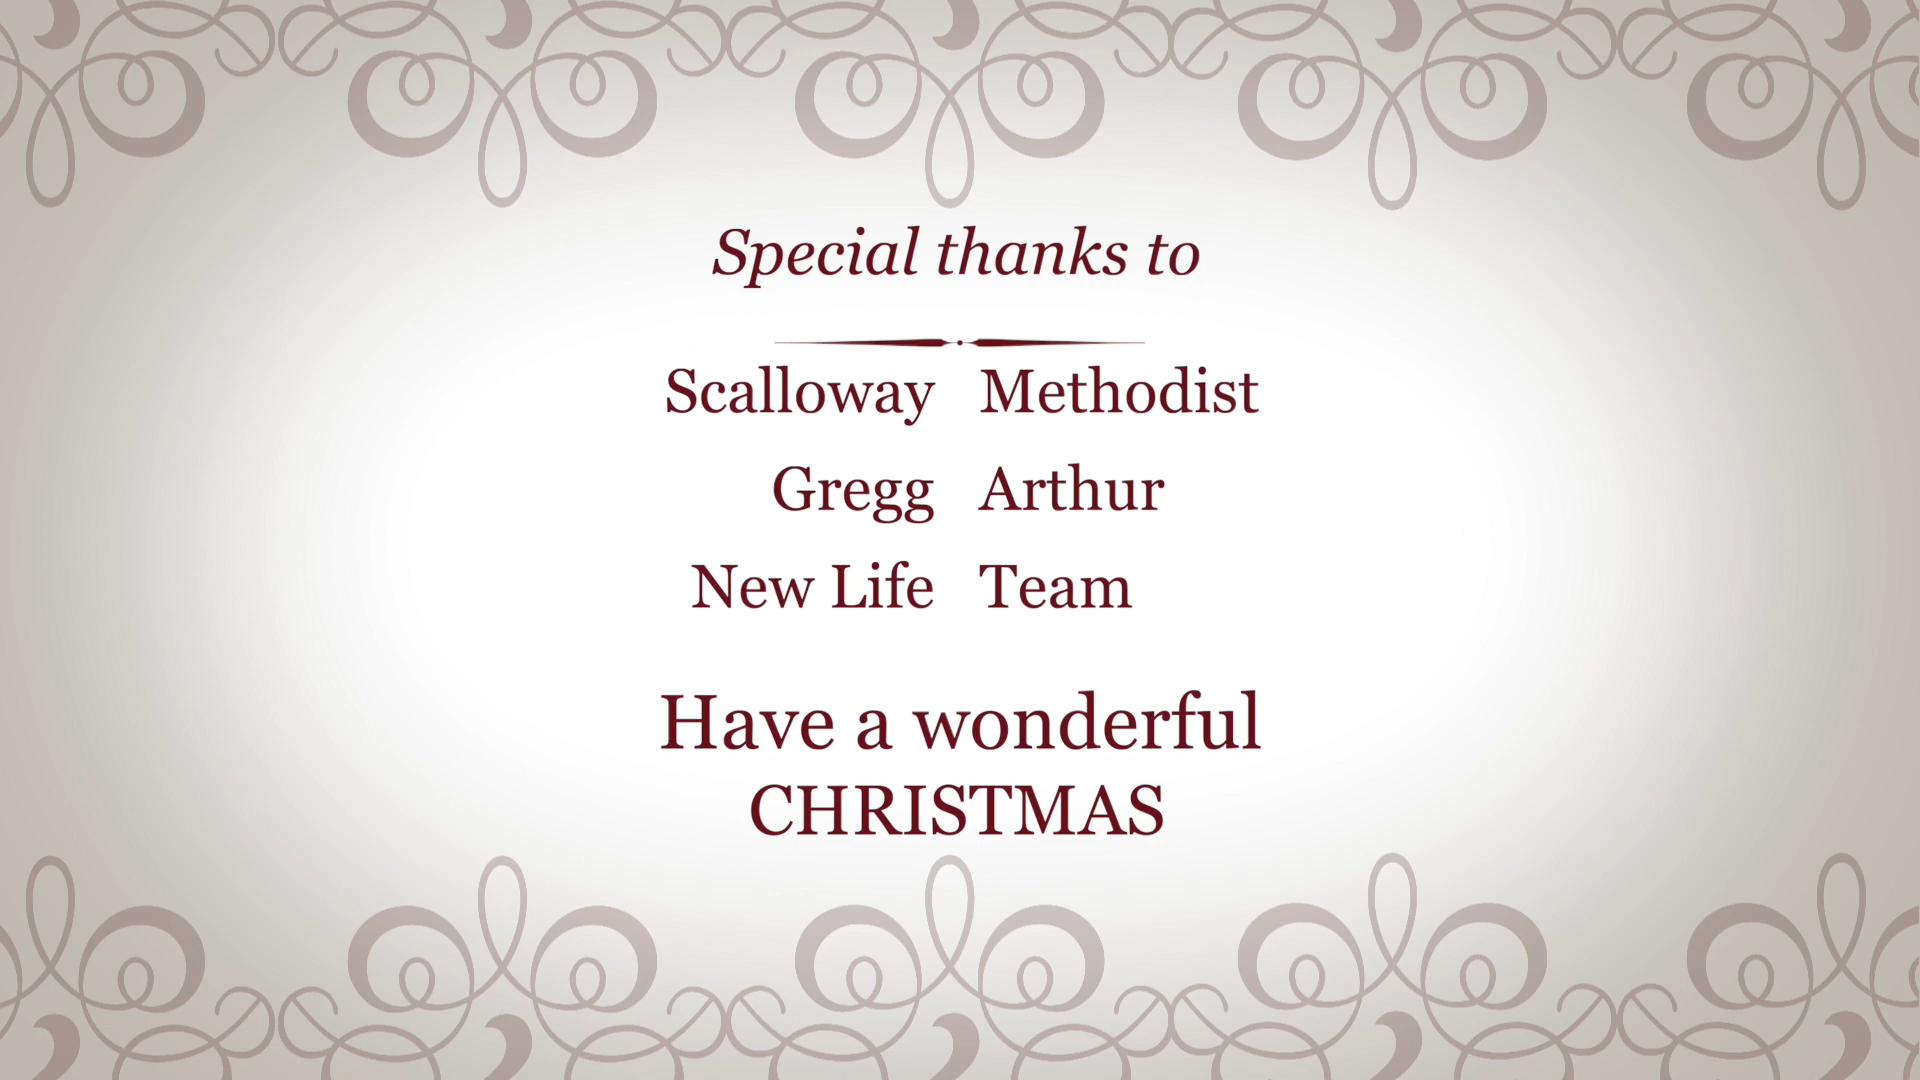 Special thanks to
Scalloway Methodist
Gregg Arthur
New Life Team
Have a wonderful
CHRISTMAS